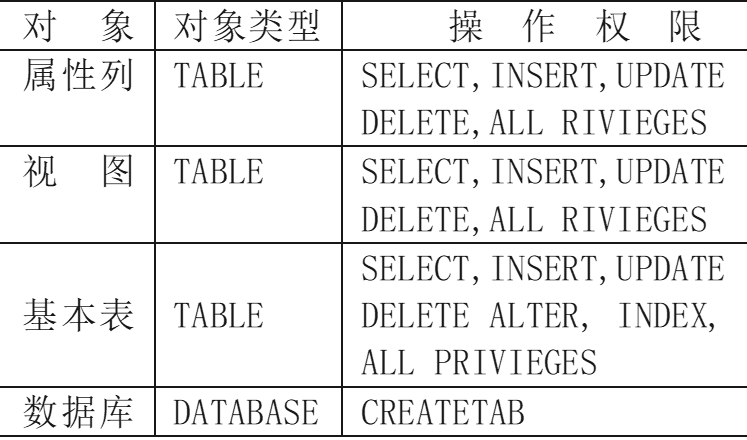 对 象 对象类型 操 作 权 限
属性列 TABLE SELECT,INSERT,UPDATE
DELETE,ALL RIVIEGES
视 图 TABLE SELECT,INSERT,UPDATE
DELETE,ALL RIVIEGES
SELECT,INSERT,UPDATE
基本表 TABLE DELETE ALTER, INDEX,
ALL PRIVIEGES
数据库 DATABASE CREATETAB